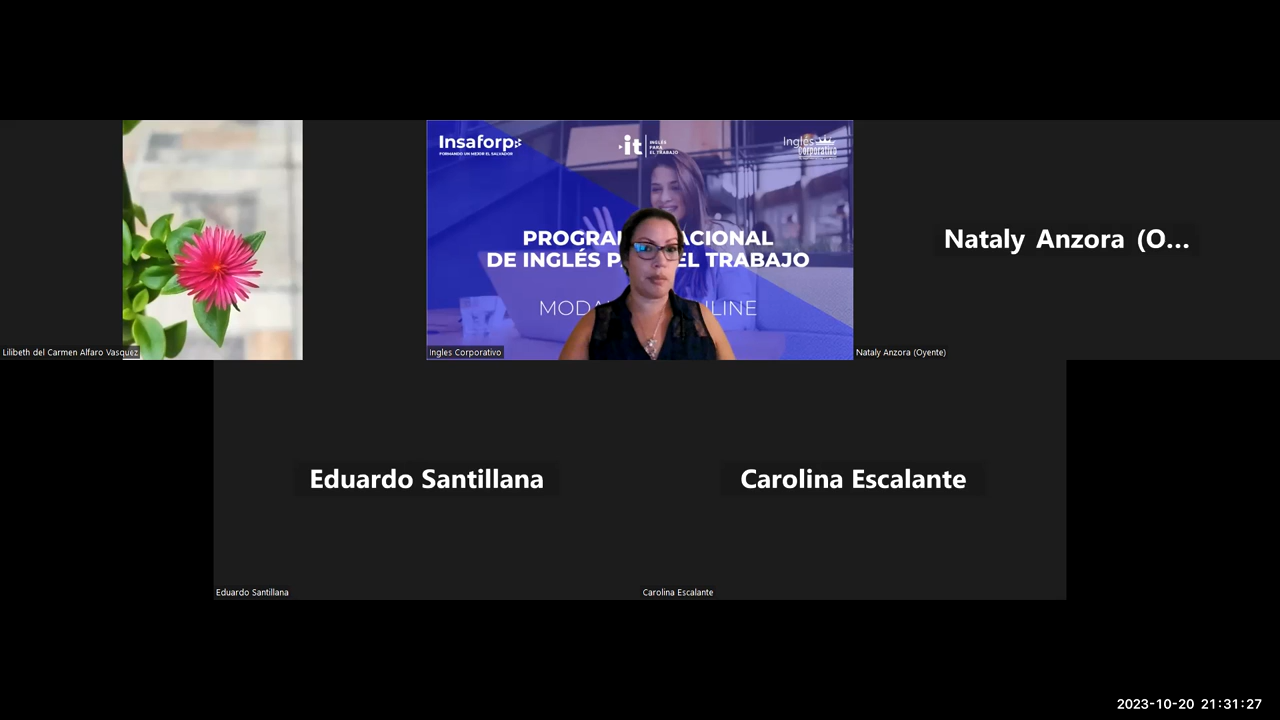 Insaforp
FORMANDO UN MEJOR EL SALVADOR
it
INGLÉS
PARA
EL TRABAJO
Inglés
corporativo
PROGRA ACIONAL
DE INGLÉS P EL TRABAJO
MODA LINE
Lilibeth del Carmen Alfaro Vasquez
Ingles Corporativo
Nataly Anzora (O...
Nataly Anzora (Oyente)
Eduardo Santillana
Carolina Escalante
Eduardo Santillana
Carolina Escalante
2023-10-20 21:31:27